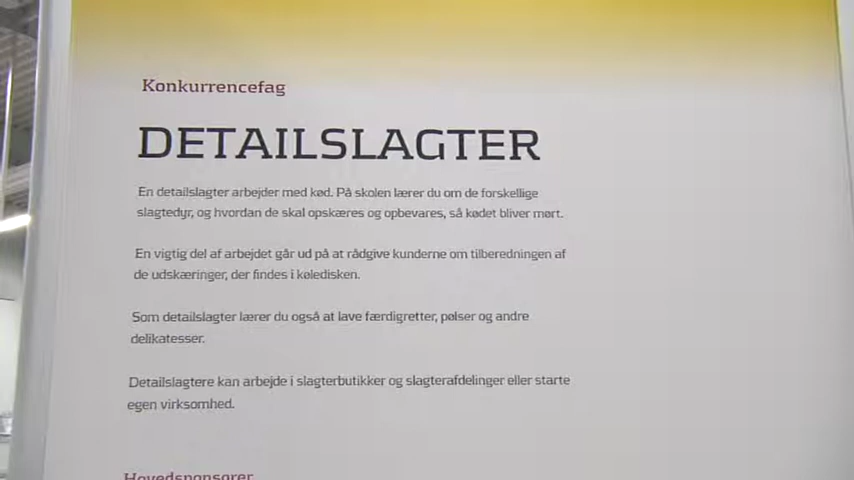 Konkurrencefag
DETAILSLAGTER
En detailslagter arbejder med kød. På skolen lærer du om de forskellige
slagtedyr, og hvordan de skal opskæres og opbevares, så kødet bliver mørt.
En vigtig del af arbejdet går ud på at rådgive kunderne om tilberedningen af
de udskæringer, der findes i køledisken.
Som detailslagter lærer du også at lave færdigretter, pølser og andre
delikatesser.
Detailslagtere kan arbejde i slagterbutikker og slagterafdelinger eller starte
egen virksomhed.
Hovedsponsorer